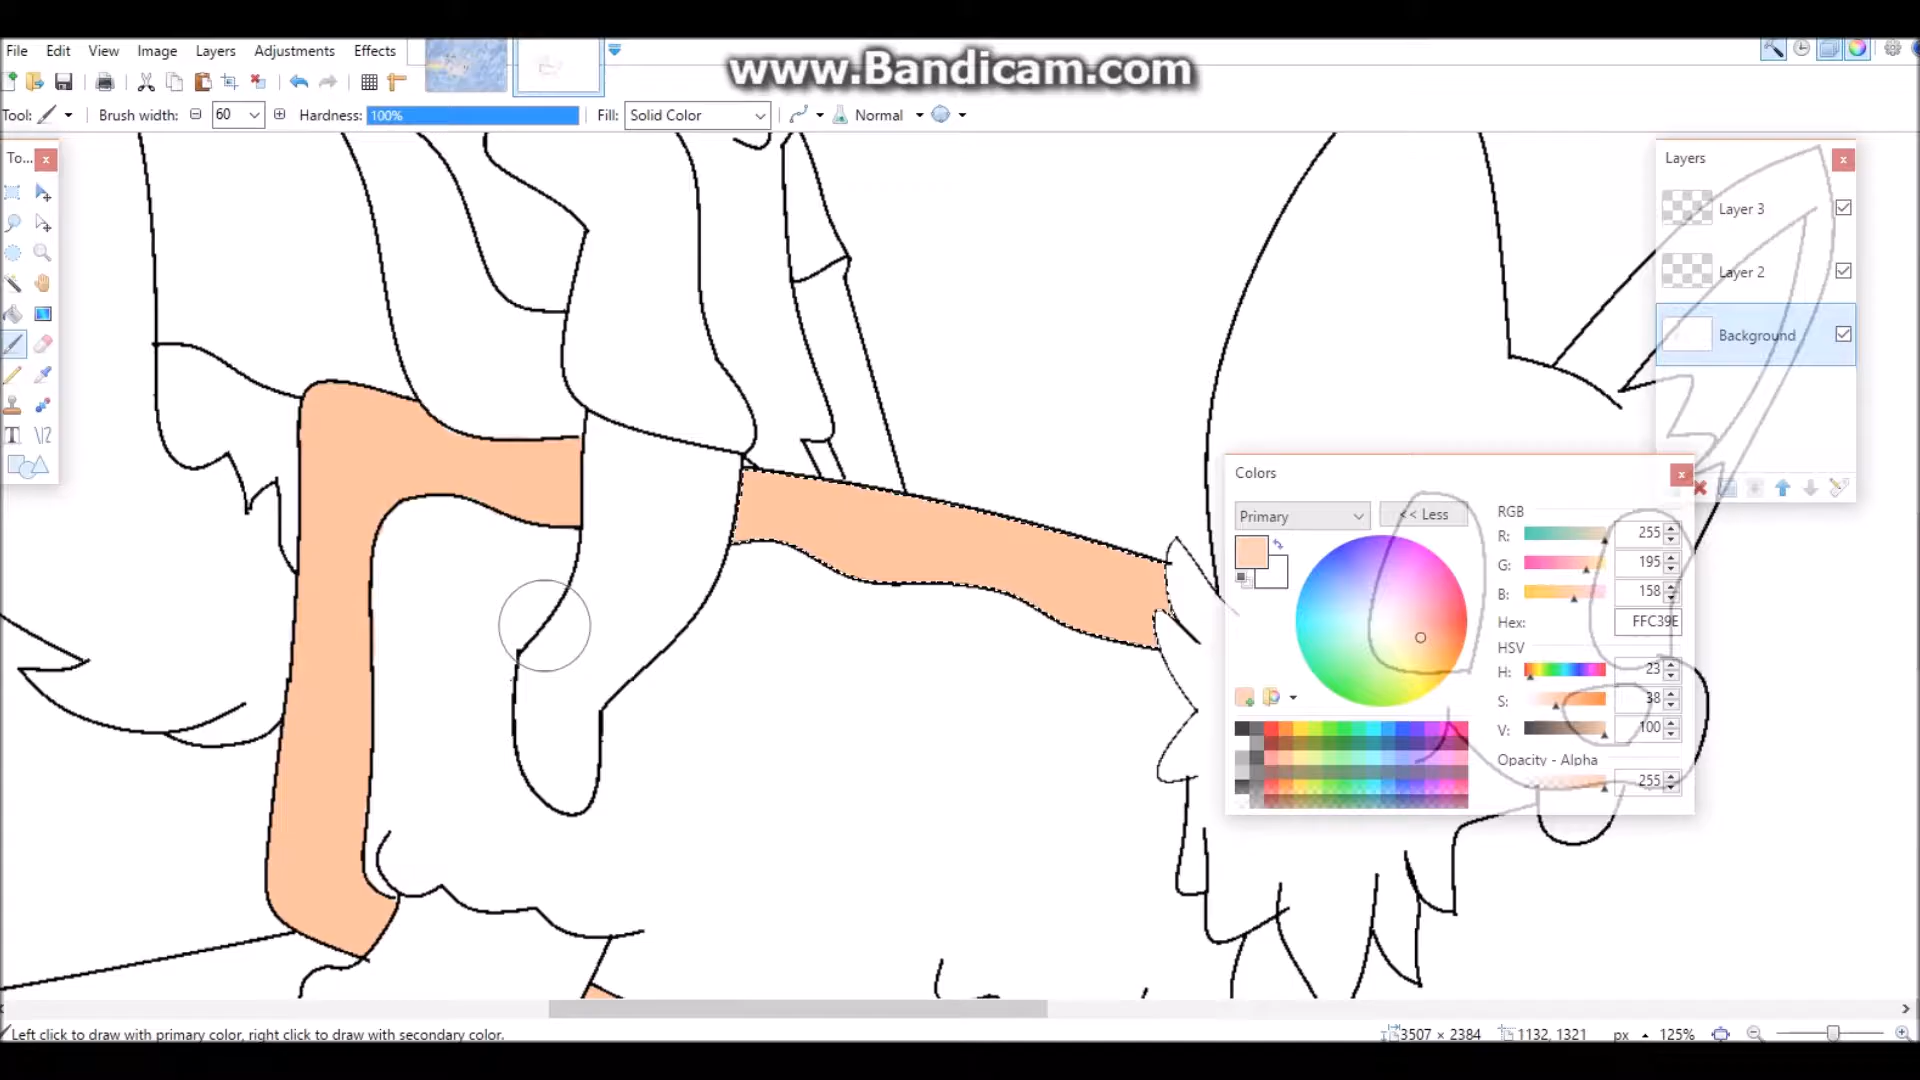 www.Bandicam.com
File Edit View Image Layers Adjustments Effects
Tool: Brush width: 60 Hardness: 100% Fill: Solid Color Normal
To...
Layers
Layer 3
Layer 2
Background
Colors
Primary << Less
RGB
R: 255
G: 195
B: 158
Hex: FFC39E
HSV
H: 23
S: 38
V: 100
Opacity - Alpha
255
Left click to draw with primary color, right click to draw with secondary color. 3507 × 2384 1132, 1321 px 125%